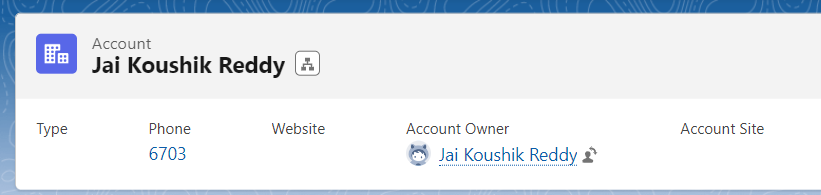 Account
Jai Koushik Reddy
Type Phone Website Account Owner Account Site
6703 Jai Koushik Reddy